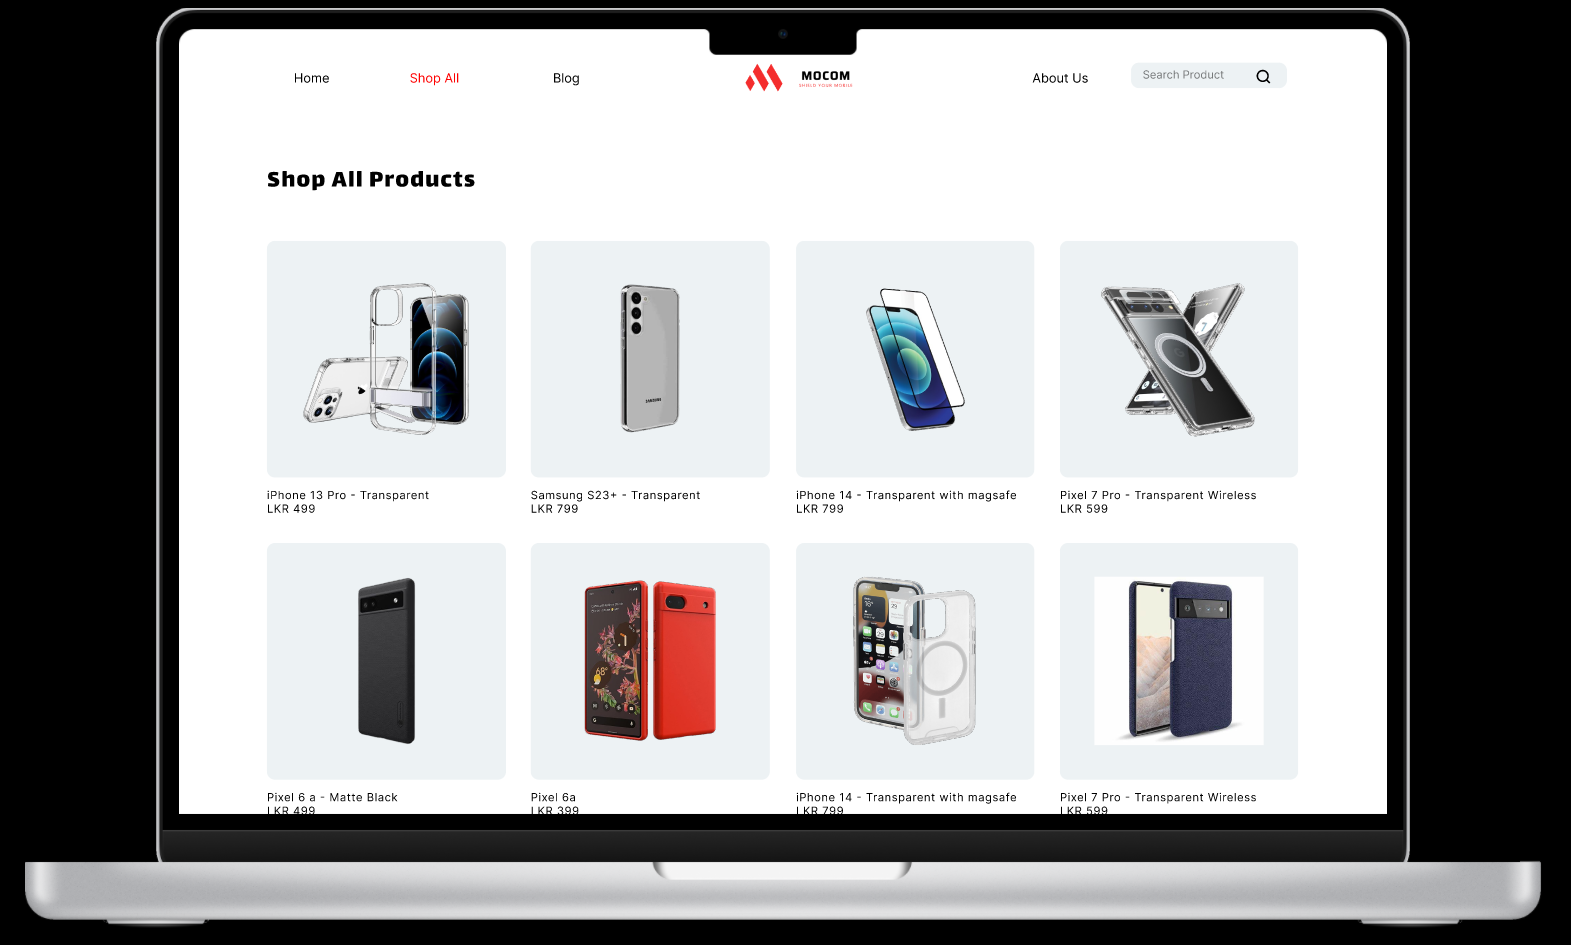 Home
Shop All
Blog
MOCOM
SHIELD YOUR MOBILE
About Us
Search Product
Shop All Products
SAMSUNG
iPhone 13 Pro - Transparent
LKR 499
Samsung S23+ - Transparent
LKR 799
iPhone 14 - Transparent with magsafe
LKR 799
Pixel 7 Pro - Transparent Wireless
LKR 599
16°
68°
Pixel 6 a - Matte Black
LKR 499
Pixel 6a
LKR 399
iPhone 14 - Transparent with magsafe
LKR 799
Pixel 7 Pro - Transparent Wireless
LKR 599